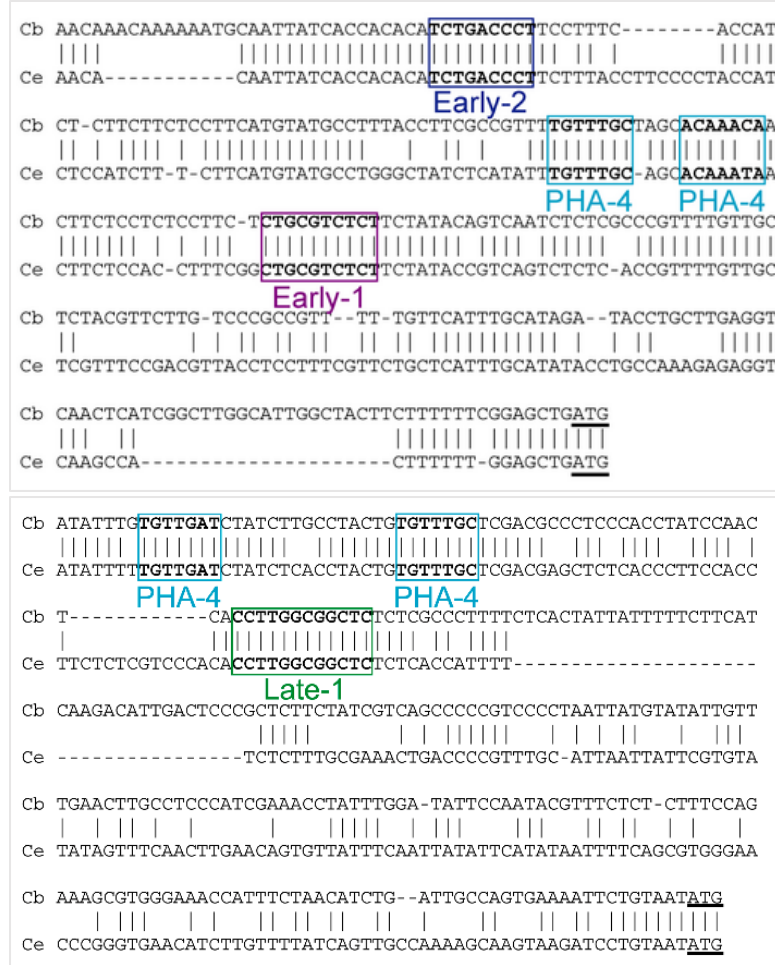 Cb AACAAACAAAAAATGCAATTATCACCACACATCTGACCCTTCCTTTC--------ACCAT
Ce AACA-----------CAATTATCACCACACATCTGACCCTTCTTTACCTTCCCCTACCAT
Early-2
Cb CT-CTTCTTCTCCTTCATGTATGCCTTTACCTTCGCCGTTTTGTTTGCTAGCACAAACAA
Ce CTCCATCTT-T-CTTCATGTATGCCTGGGCTATCTCATATTTGTTTGC-AGCACAAATAA
PHA-4 PHA-4
Cb CTTCTCCTCTCCTTC-TCTGCGTCTCTTCTATACAGTCAATCTCTCGCCCGTTTTGTTGC
Ce CTTCTCCAC-CTTTCGGCTGCGTCTCTTCTATACCGTCAGTCTCTC-ACCGTTTTGTTGC
Early-1
Cb TCTACGTTCTTG-TCCCGCCGTT--TT-TGTTCATTTGCATAGA--TACCTGCTTGAGGT
Ce TCGTTTCCGACGTTACCTCCTTTCGTTCTGCTCATTTGCATATACCTGCCAAAGAGAGGT
Cb CAACTCATCGGCTTGGCATTGGCTACTTCTTTTTTCGGAGCTGATG
Ce CAAGCCA----------------------CTTTTTT-GGAGCTGATG
Cb ATATTTGTGTTGATCTATCTTGCCTACTGTGTTTGCTCGACGCCCTCCCACCTATCCAAC
Ce ATATTTTTGTTGATCTATCTCACCTACTGTGTTTGCTCGACGAGCTCTCACCCTTCCACC
PHA-4 PHA-4
Cb T------------CACCTTGGCGGCTCTCTCGCCCTTTTCTCACTATTATTTTTCTTCAT
Ce TTCTCTCGTCCCACACCTTGGCGGCTCTCTCACCATTTT---------------------
Late-1
Cb CAAGACATTGACTCCCGCTCTTCTATCGTCAGCCCCCGTCCCCTAATTATGTATATTGTT
Ce ----------------TCTCTTTGCGAAACTGACCCCGTTTGC-ATTAATTATTCGTGTA
Cb TGAACTTGCCTCCCATCGAAACCTATTTGGA-TATTCCAATACGTTTCTCT-CTTTCCAG
Ce TATAGTTTCAACTTGAACAGTGTTATTTCAATTATATTCATATAATTTTCAGCGTGGGAA
Cb AAAGCGTGGGAAACCATTTCTAACATCTG--ATTGCCAGTGAAAATTCTGTAATATG
Ce CCCGGGTGAACATCTTGTTTTATCAGTTGCCAAAAGCAAGTAAGATCCTGTAATATG